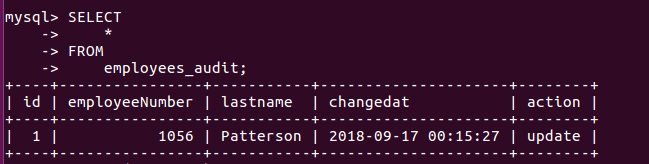 mysql> SELECT
    ->     *
    -> FROM
    ->     employees_audit;
+----+----------------+-----------+---------------------+--------+
| id | employeeNumber | lastname  | changedat           | action |
+----+----------------+-----------+---------------------+--------+
|  1 |           1056 | Patterson | 2018-09-17 00:15:27 | update |
+----+----------------+-----------+---------------------+--------+